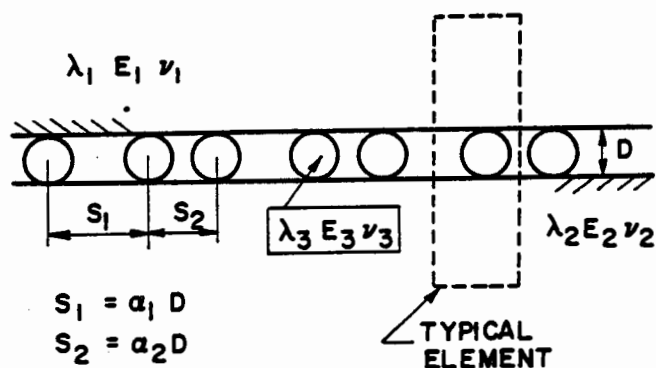 λ₁ E₁ ν₁
D
S₁
S₂
λ₃ E₃ ν₃
λ₂ E₂ ν₂
S₁ = α₁ D
S₂ = α₂ D
TYPICAL
ELEMENT